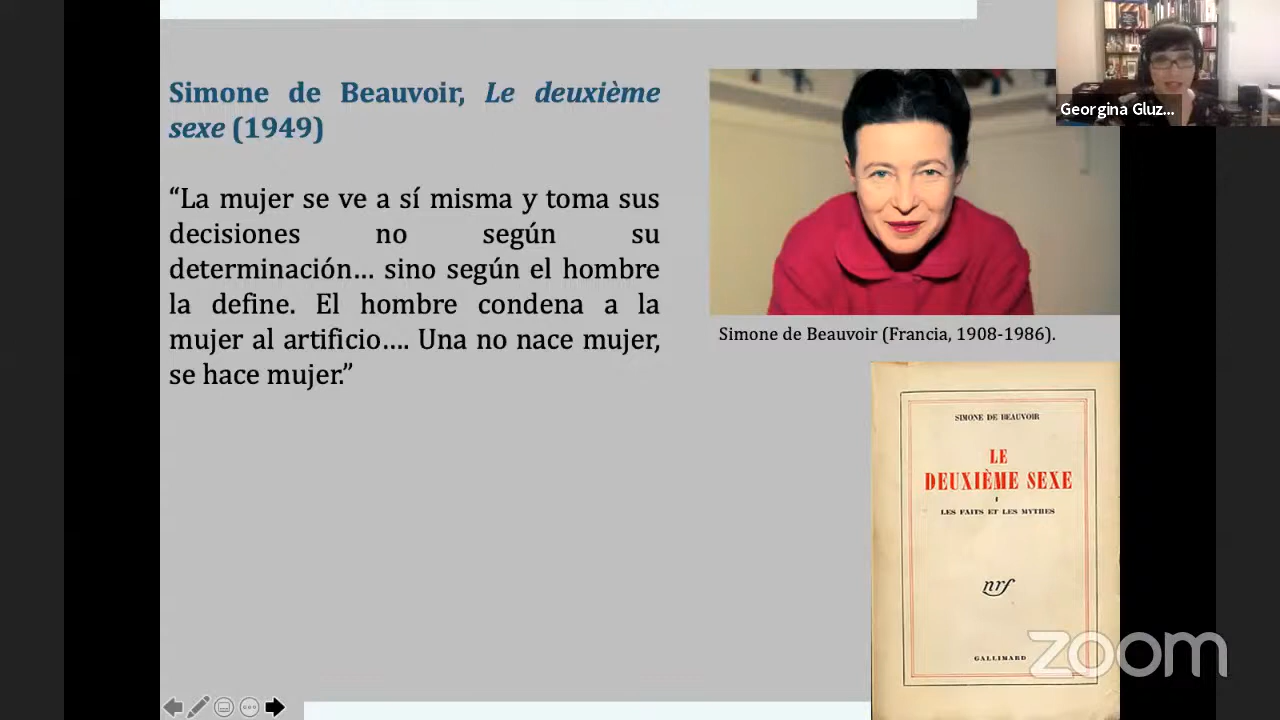 Simone de Beauvoir, Le deuxième
sexe (1949)
“La mujer se ve a sí misma y toma sus
decisiones no según su
determinación… sino según el hombre
la define. El hombre condena a la
mujer al artificio…. Una no nace mujer,
se hace mujer.”
Georgina Gluz...
Simone de Beauvoir (Francia, 1908-1986).
SIMONE DE BEAUVOIR
LE
DEUXIÈME SEXE
I
LES FAITS ET LES MYTHES
nrf
GALLIMARD
zoom